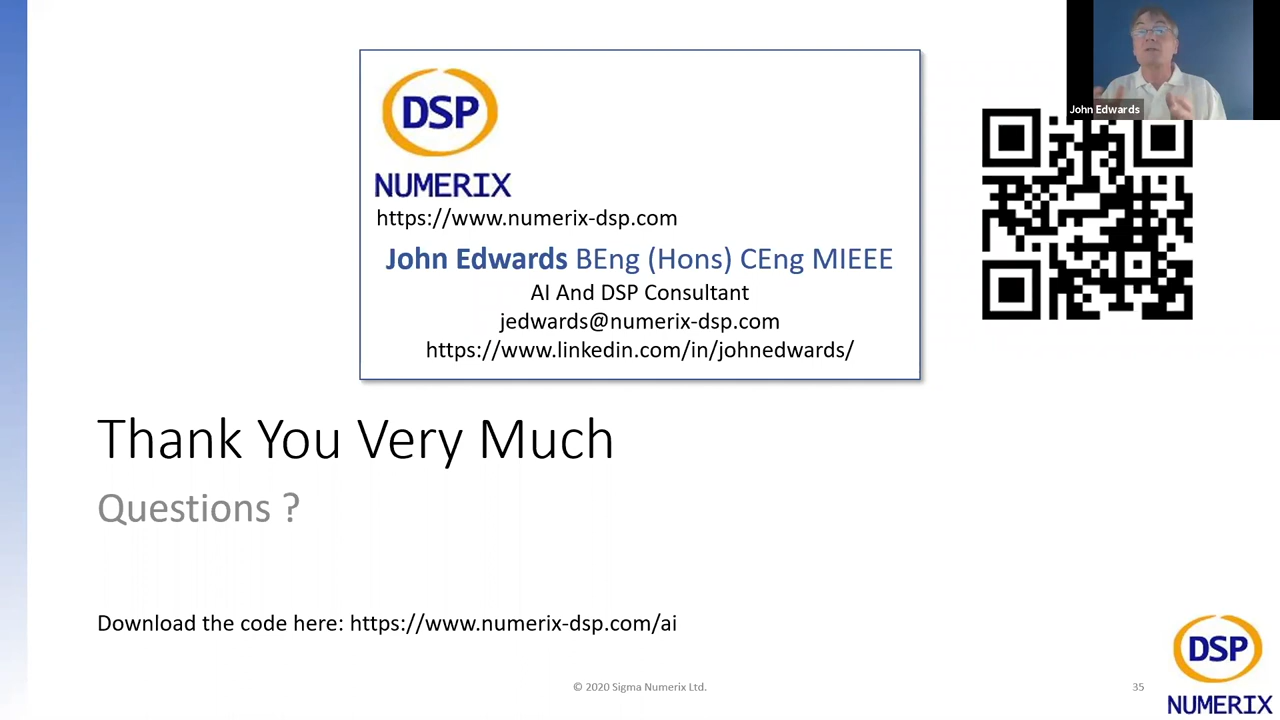 DSP
NUMERIX
https://www.numerix-dsp.com
John Edwards BEng (Hons) CEng MIEEE
AI And DSP Consultant
jedwards@numerix-dsp.com
https://www.linkedin.com/in/johnedwards/
John Edwards
Thank You Very Much
Questions ?
Download the code here: https://www.numerix-dsp.com/ai
© 2020 Sigma Numerix Ltd.
35
DSP
NUMERIX